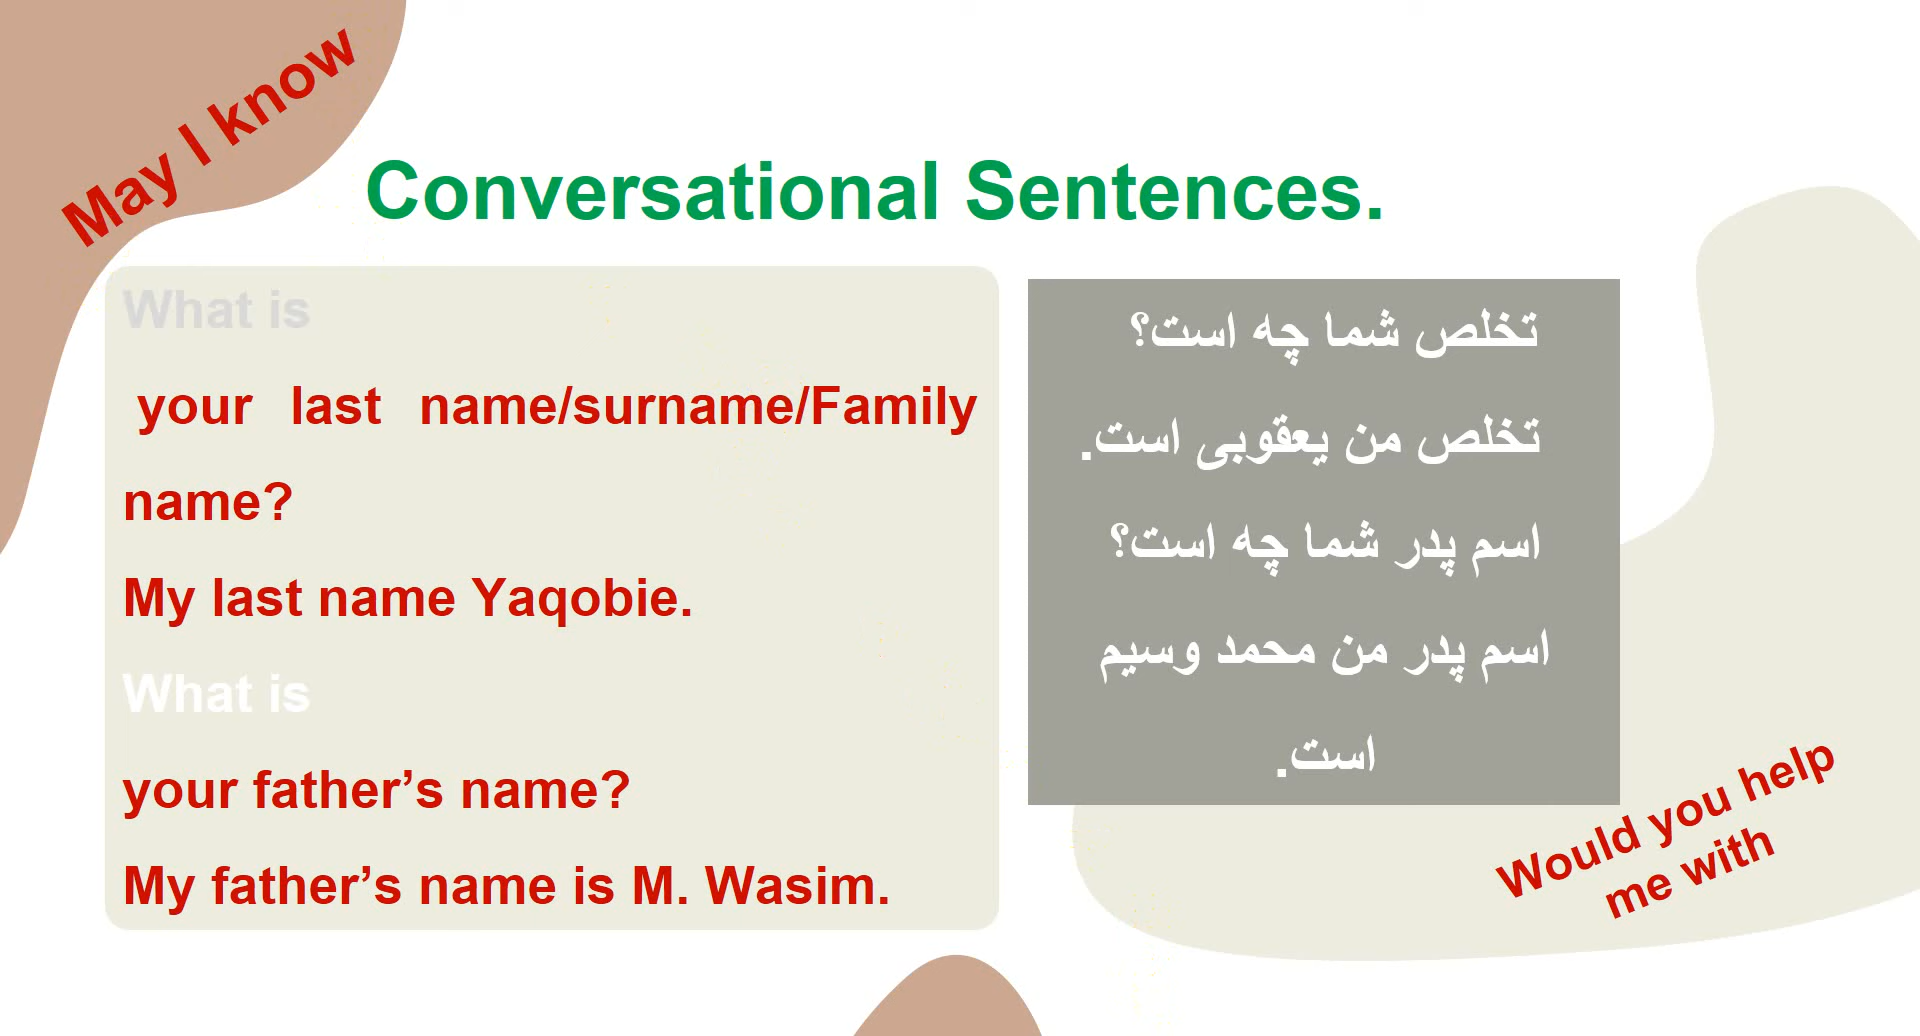 May I know
Conversational Sentences.
What is
your last name/surname/Family
name?
My last name Yaqobie.
What is
your father’s name?
My father’s name is M. Wasim.
تخلص شما چه است؟
تخلص من یعقوبی است.
اسم پدر شما چه است؟
اسم پدر من محمد وسیم
است.
Would you help
me with